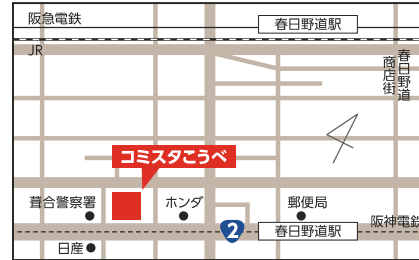 阪急電鉄
春日野道駅
JR
春日野道
商店街
コミスタこうべ
葺合警察署
ホンダ
郵便局
2
春日野道駅
阪神電鉄
日産